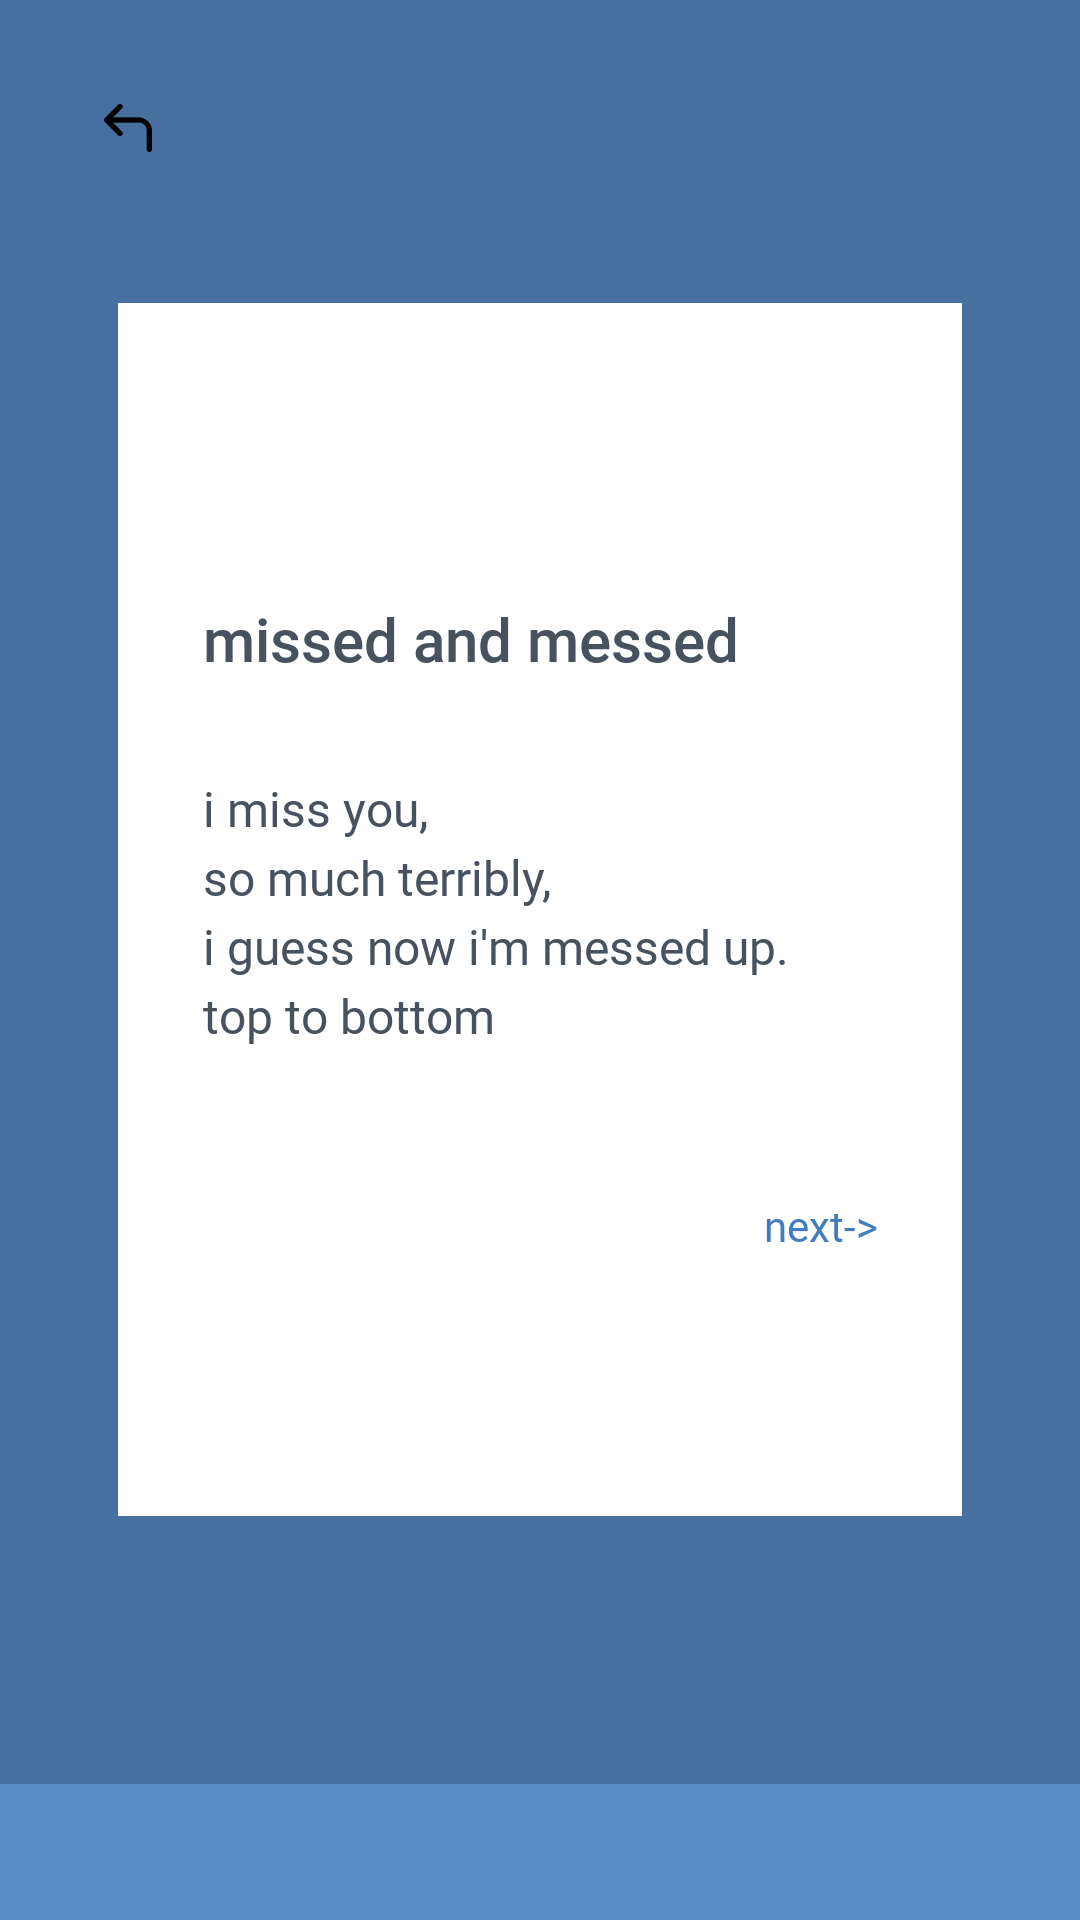 missed and messed
i miss you,
so much terribly,
i guess now i'm messed up.
top to bottom
next->